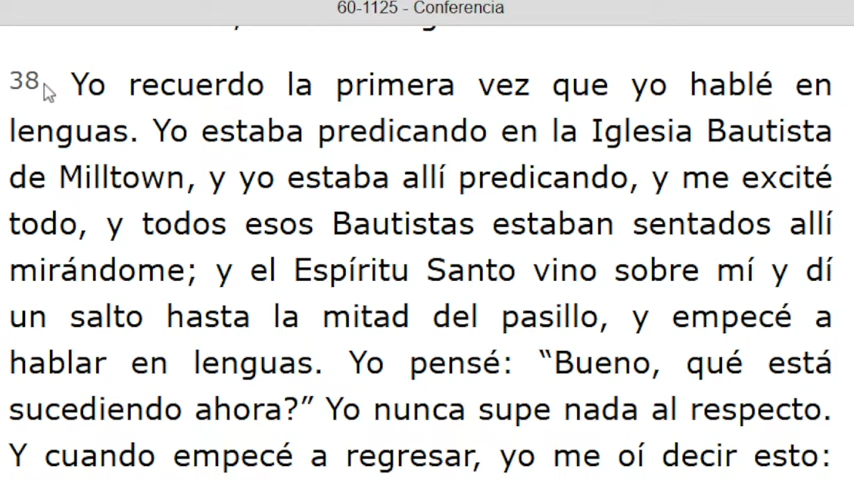 60-1125 - Conferencia
38 Yo recuerdo la primera vez que yo hablé en
lenguas. Yo estaba predicando en la Iglesia Bautista
de Milltown, y yo estaba allí predicando, y me excité
todo, y todos esos Bautistas estaban sentados allí
mirándome; y el Espíritu Santo vino sobre mí y dí
un salto hasta la mitad del pasillo, y empecé a
hablar en lenguas. Yo pensé: “Bueno, qué está
sucediendo ahora?” Yo nunca supe nada al respecto.
Y cuando empecé a regresar, yo me oí decir esto: